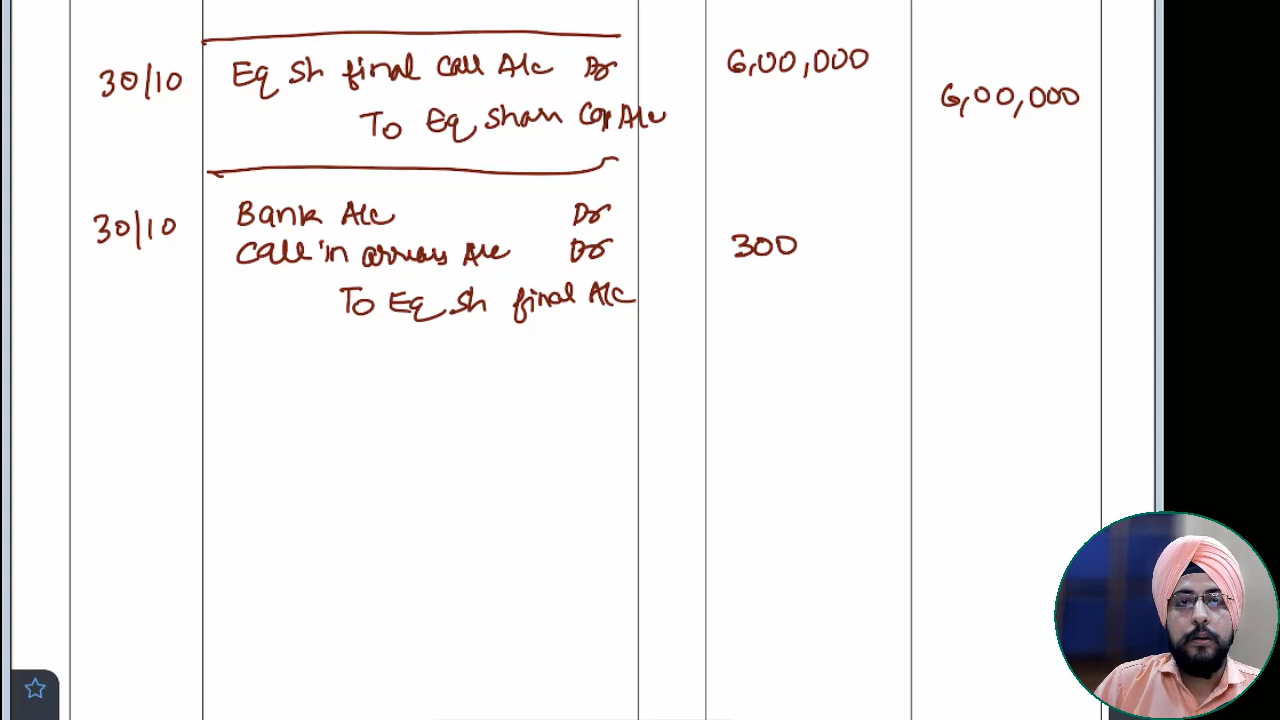 30/10 Eq Sh final Call A/c Dr 6,00,000
To Eq Share Cap A/c 6,00,000
30/10 Bank A/c Dr
Call in arrears A/c Dr 300
To Eq Sh final A/c